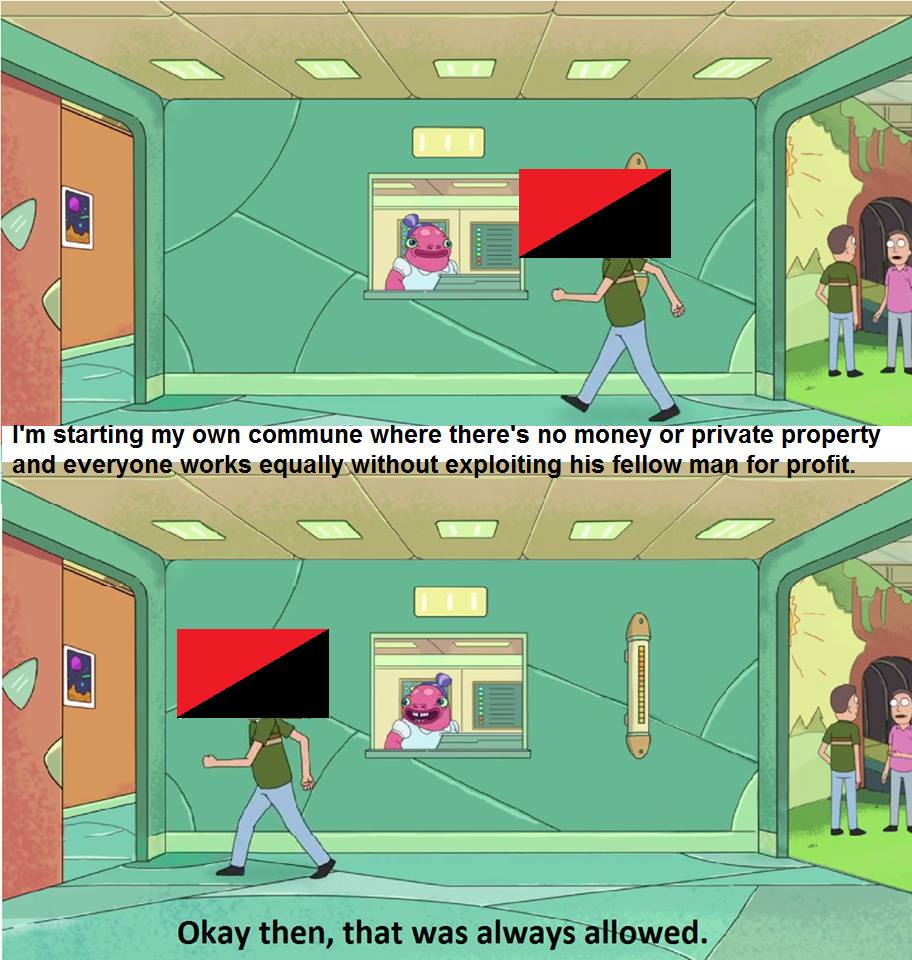 I'm starting my own commune where there's no money or private property
and everyone works equally without exploiting his fellow man for profit.
Okay then, that was always allowed.